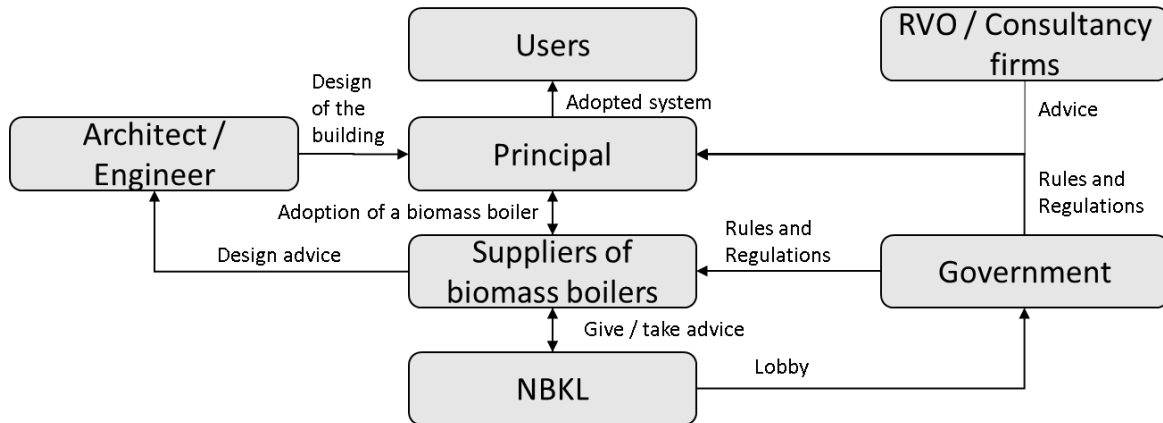 Users
RVO / Consultancy
firms
Design
of the
building
Adopted system
Advice
Architect /
Engineer
Principal
Rules and
Regulations
Adoption of a biomass boiler
Rules and
Regulations
Design advice
Suppliers of
biomass boilers
Government
Give / take advice
Lobby
NBKL